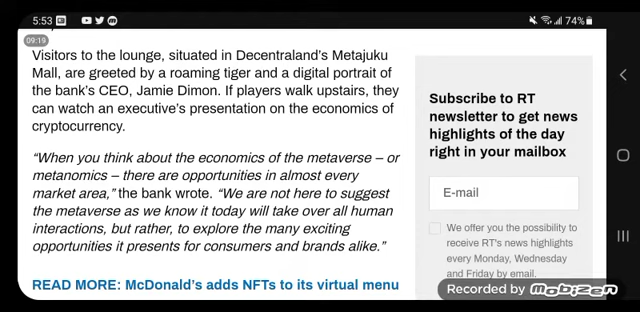 5:53
74%
09:19
Visitors to the lounge, situated in Decentraland's Metajuku
Mall, are greeted by a roaming tiger and a digital portrait of
the bank's CEO, Jamie Dimon. If players walk upstairs, they
can watch an executive's presentation on the economics of
cryptocurrency.
“When you think about the economics of the metaverse – or
metanomics – there are opportunities in almost every
market area,” the bank wrote. “We are not here to suggest
the metaverse as we know it today will take over all human
interactions, but rather, to explore the many exciting
opportunities it presents for consumers and brands alike.”
READ MORE: McDonald's adds NFTs to its virtual menu
Subscribe to RT
newsletter to get news
highlights of the day
right in your mailbox
E-mail
We offer you the possibility to
receive RT's news highlights
every Monday, Wednesday
and Friday by email.
Recorded by Mobizen